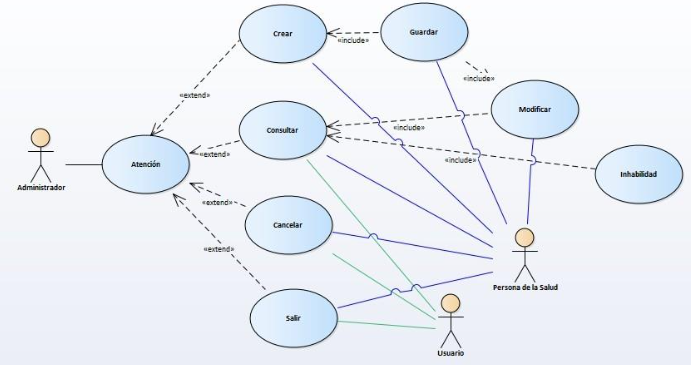 Crear
Guardar
«include»
«include»
«extend»
Modificar
Consultar
«include»
«extend»
«include»
Atención
Inhabilidad
Administrador
«extend»
Cancelar
«extend»
Persona de la Salud
Salir
Usuario